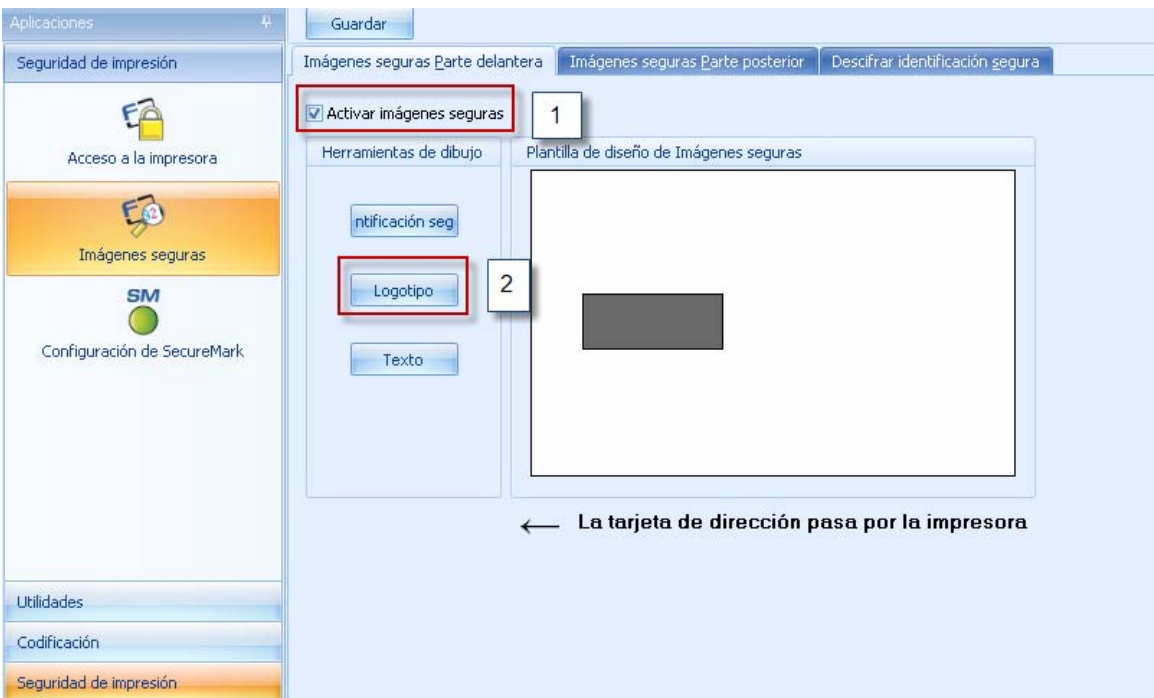 Aplicaciones
Guardar
Seguridad de impresión
Imágenes seguras Parte delantera
Imágenes seguras Parte posterior
Descifrar identificación segura
Activar imágenes seguras
1
Acceso a la impresora
Herramientas de dibujo
Plantilla de diseño de Imágenes seguras
ntificación seg
Imágenes seguras
Logotipo
2
SM
Configuración de SecureMark
Texto
La tarjeta de dirección pasa por la impresora
Utilidades
Codificación
Seguridad de impresión